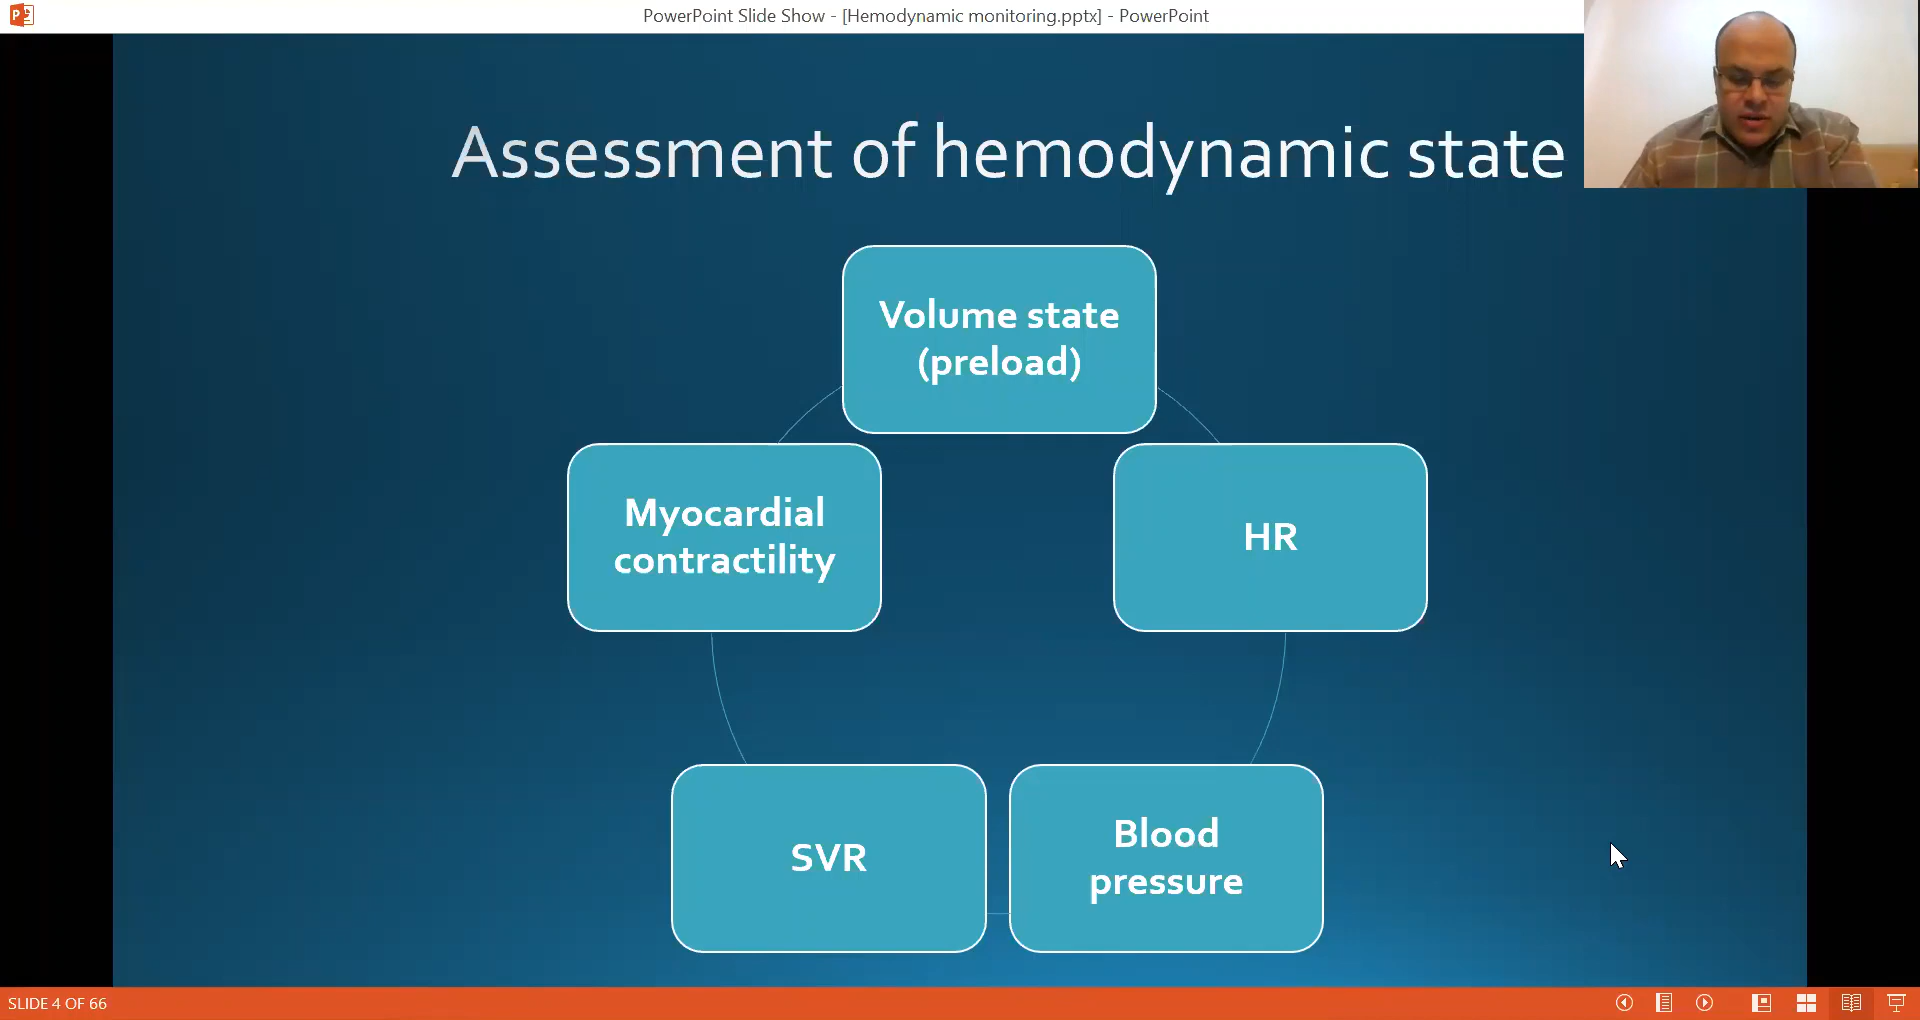 PowerPoint Slide Show - [Hemodynamic monitoring.pptx] - PowerPoint
Assessment of hemodynamic state
Volume state
(preload)
Myocardial
contractility
HR
SVR
Blood
pressure
SLIDE 4 OF 66